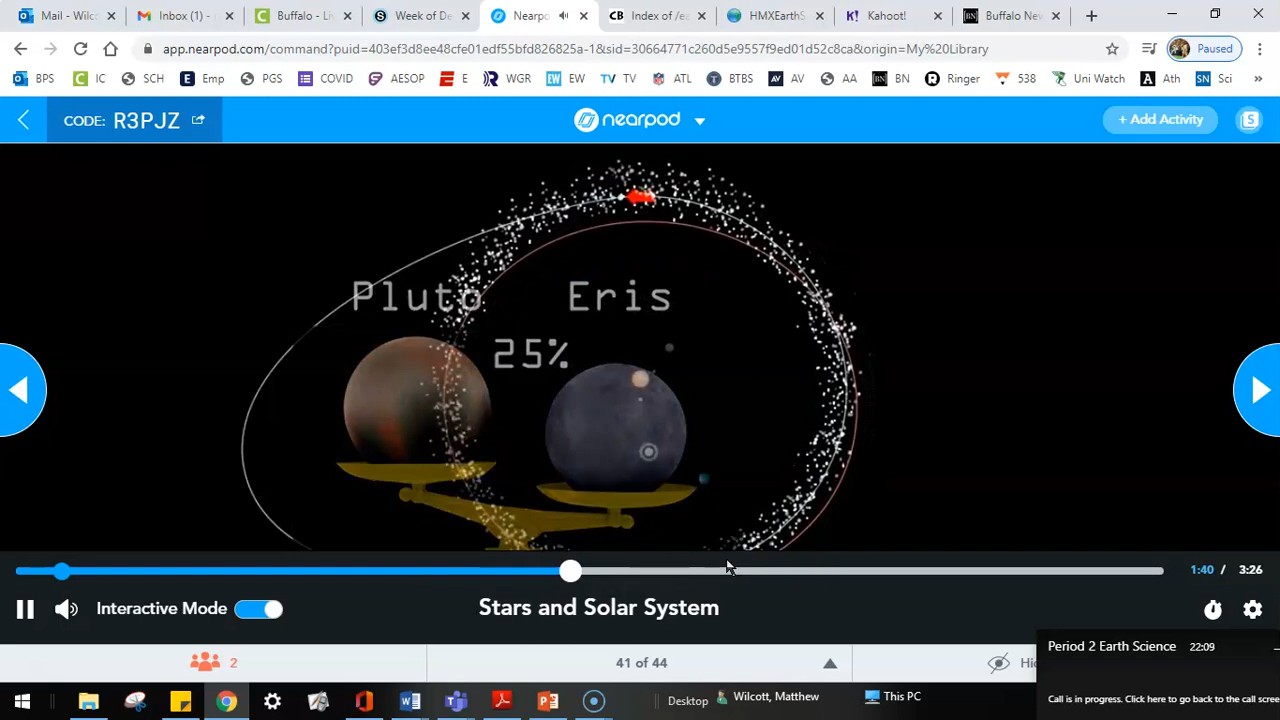 Mail - Wilc
Inbox (1) -
Buffalo - Li
Week of De
Nearpo
Index of /ea
HMXEarthS
Kahoot!
Buffalo Nev
app.nearpod.com/command?puid=403ef3d8ee48cfe01edf55bfd826825a-1&sid=30664771c260d5e9557f9ed01f52c8ca&origin=My%20Library
Paused
BPS IC SCH Emp PGS COVID AESOP E WGR EW TV ATL BTBS AV AA BN Ringer 538 Uni Watch Ath Sci
CODE: R3PJZ
nearpod
+ Add Activity
Pluto Eris
25%
1:40 / 3:26
Interactive Mode
Stars and Solar System
2
41 of 44
Period 2 Earth Science 22:09
Call is in progress. Click here to go back to the call scree
Desktop
Wilcott, Matthew
This PC